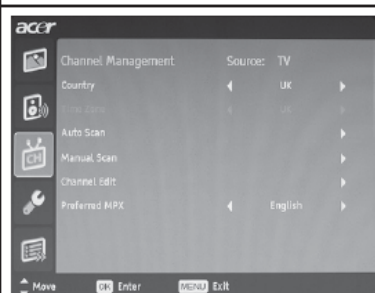 acer
Channel Management Source: TV
Country UK
Auto Scan
Manual Scan
CH
Channel Edit
Preferred MPX English
Move OK Enter MENU Exit